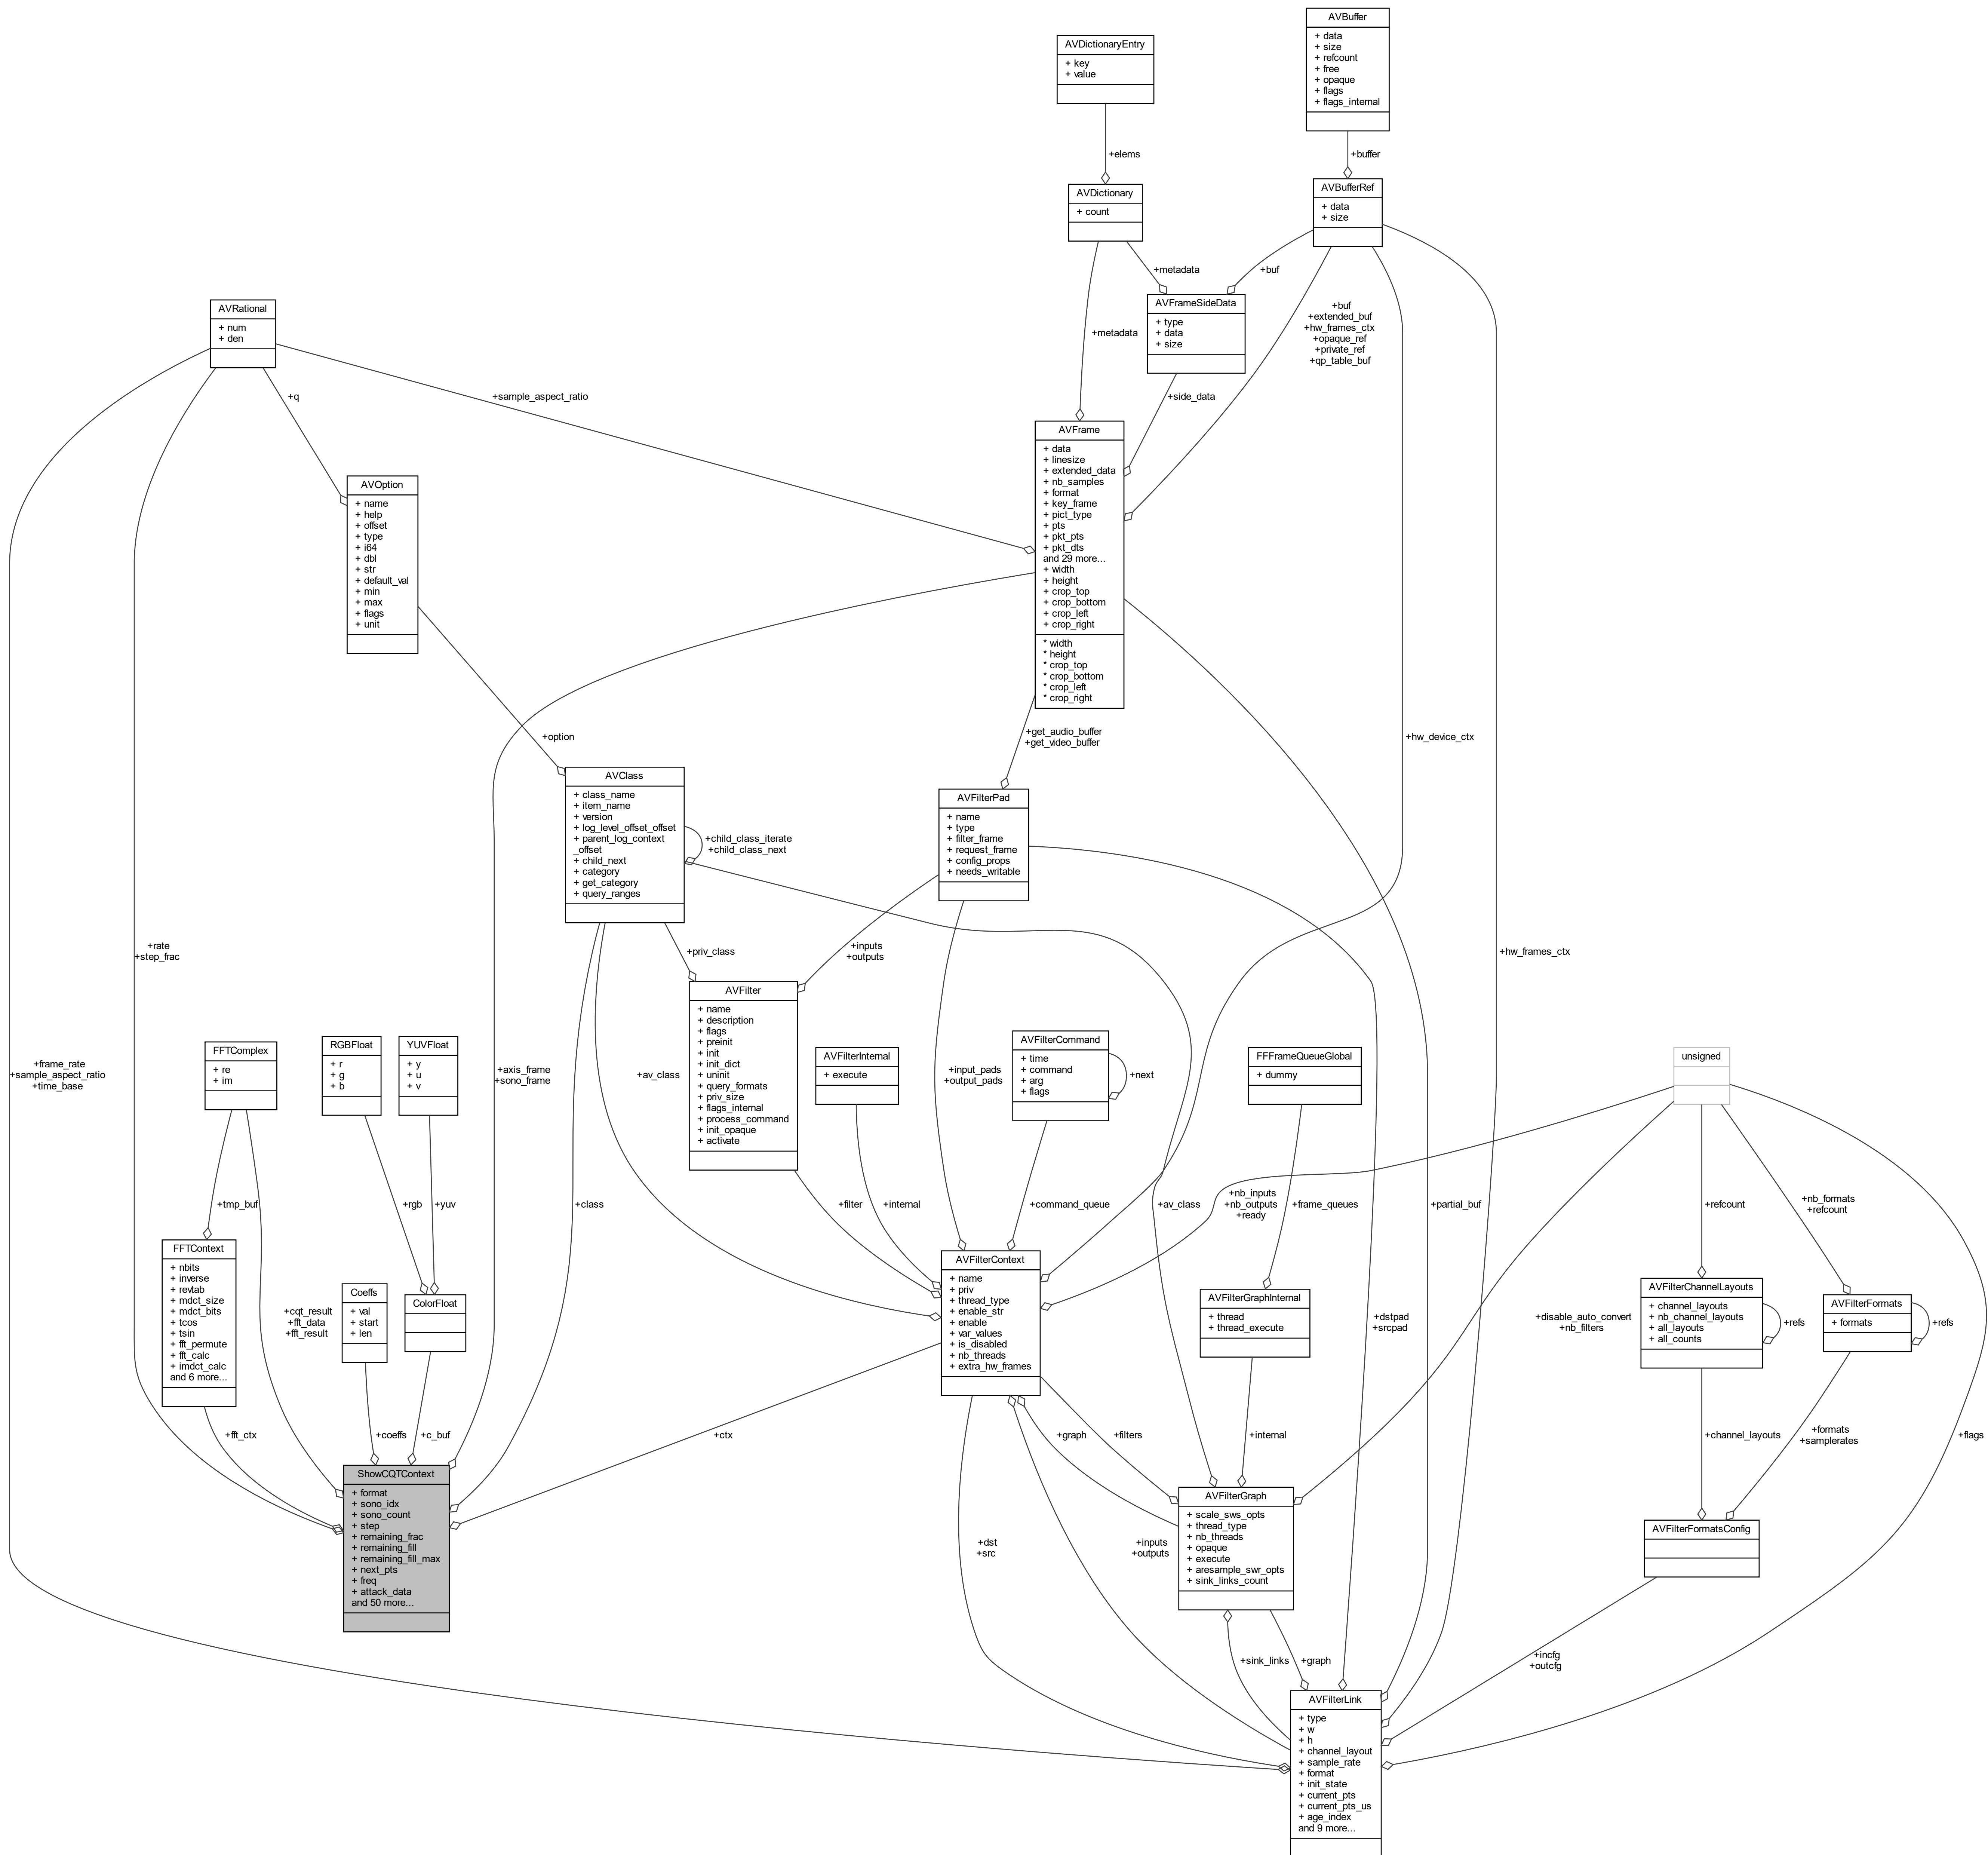 AVBuffer
+ data
+ size
+ refcount
+ free
+ opaque
+ flags
+ flags_internal
AVDictionaryEntry
+ key
+ value
+elems
+buffer
AVDictionary
+ count
AVBufferRef
+ data
+ size
+metadata
+buf
AVFrameSideData
+ type
+ data
+ size
AVRational
+ num
+ den
+buf
+extended_buf
+hw_frames_ctx
+opaque_ref
+private_ref
+qp_table_buf
+metadata
+q
+sample_aspect_ratio
+side_data
AVFrame
+ data
+ linesize
+ extended_data
+ nb_samples
+ format
+ key_frame
+ pict_type
+ pts
+ pkt_pts
+ pkt_dts
and 29 more...
+ width
+ height
+ crop_top
+ crop_bottom
+ crop_left
+ crop_right
* width
* height
* crop_top
* crop_bottom
* crop_left
* crop_right
AVOption
+ name
+ help
+ offset
+ type
+ i64
+ dbl
+ str
+ default_val
+ min
+ max
+ flags
+ unit
+option
+get_audio_buffer
+get_video_buffer
+hw_device_ctx
AVClass
+ class_name
+ item_name
+ version
+ log_level_offset_offset
+ parent_log_context
_offset
+ child_next
+ category
+ get_category
+ query_ranges
+child_class_iterate
+child_class_next
AVFilterPad
+ name
+ type
+ filter_frame
+ request_frame
+ config_props
+ needs_writable
+rate
+step_frac
+priv_class
+inputs
+outputs
+hw_frames_ctx
AVFilter
+ name
+ description
+ flags
+ preinit
+ init
+ init_dict
+ uninit
+ query_formats
+ priv_size
+ flags_internal
+ process_command
+ init_opaque
+ activate
+frame_rate
+sample_aspect_ratio
+time_base
FFTComplex
+ re
+ im
RGBFloat
+ r
+ g
+ b
YUVFloat
+ y
+ u
+ v
+axis_frame
+sono_frame
+av_class
AVFilterInternal
+ execute
+input_pads
+output_pads
AVFilterCommand
+ time
+ command
+ arg
+ flags
+next
FFFrameQueueGlobal
+ dummy
unsigned
+tmp_buf
+rgb
+yuv
+class
+filter
+internal
+command_queue
+av_class
+nb_inputs
+nb_outputs
+ready
+frame_queues
+partial_buf
+refcount
+nb_formats
+refcount
FFTContext
+ nbits
+ inverse
+ revtab
+ mdct_size
+ mdct_bits
+ tcos
+ tsin
+ fft_permute
+ fft_calc
+ imdct_calc
and 6 more...
+cqt_result
+fft_data
+fft_result
Coeffs
+ val
+ start
+ len
ColorFloat
AVFilterContext
+ name
+ priv
+ thread_type
+ enable_str
+ enable
+ var_values
+ is_disabled
+ nb_threads
+ extra_hw_frames
AVFilterGraphInternal
+ thread
+ thread_execute
+dstpad
+srcpad
+disable_auto_convert
+nb_filters
AVFilterChannelLayouts
+ channel_layouts
+ nb_channel_layouts
+ all_layouts
+ all_counts
+refs
AVFilterFormats
+ formats
+refs
+fft_ctx
+coeffs
+c_buf
+ctx
+graph
+filters
+internal
+channel_layouts
+formats
+samplerates
+flags
ShowCQTContext
+ format
+ sono_idx
+ sono_count
+ step
+ remaining_frac
+ remaining_fill
+ remaining_fill_max
+ next_pts
+ freq
+ attack_data
and 50 more...
+dst
+src
+inputs
+outputs
AVFilterGraph
+ scale_sws_opts
+ thread_type
+ nb_threads
+ opaque
+ execute
+ aresample_swr_opts
+ sink_links_count
AVFilterFormatsConfig
+sink_links
+graph
+incfg
+outcfg
AVFilterLink
+ type
+ w
+ h
+ channel_layout
+ sample_rate
+ format
+ init_state
+ current_pts
+ current_pts_us
+ age_index
and 9 more...